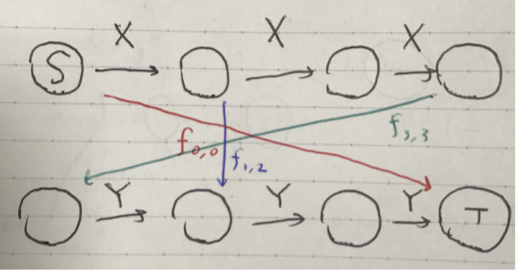 X X X
S
f₀,₀ f₁,₂ f₃,₃
Y Y Y
T